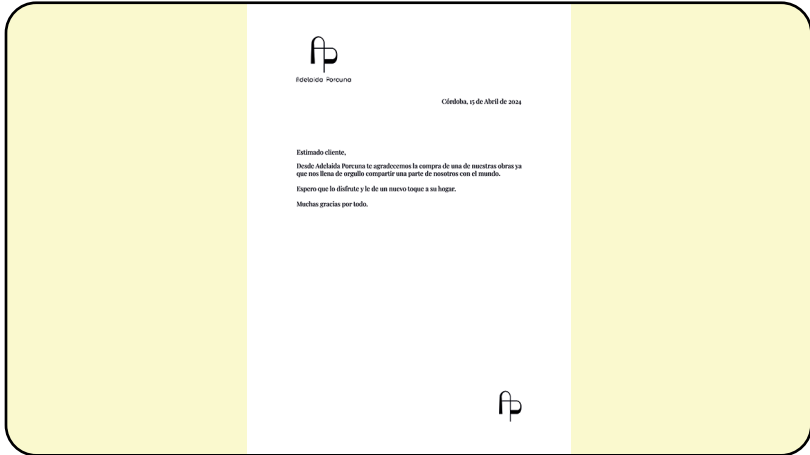 AP
Adelaida Porcuna
Córdoba, 15 de Abril de 2024
Estimado cliente,
Desde Adelaida Porcuna te agradecemos la compra de una de nuestras obras ya
que nos llena de orgullo compartir una parte de nosotros con el mundo.
Espero que lo disfrute y le de un nuevo toque a su hogar.
Muchas gracias por todo.
AP